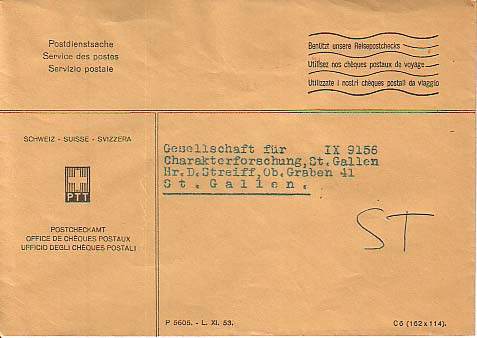 Postdienstsache
Service des postes
Servizio postale
Benützt unsere Reisepostchecks
Utilisez nos chèques postaux de voyage
Utilizzate i nostri chèques postali da viaggio
SCHWEIZ - SUISSE - SVIZZERA
PTT
POSTCHECKAMT
OFFICE DE CHÈQUES POSTAUX
UFFICIO DEGLI CHÈQUES POSTALI
Gesellschaft für IX 9156
Charakterforschung,St.Gallen
Hr.D.Streiff,Ob.Graben 41
St.Gallen.
ST
P 5605. - L. XI. 53.
C6 (162x114).